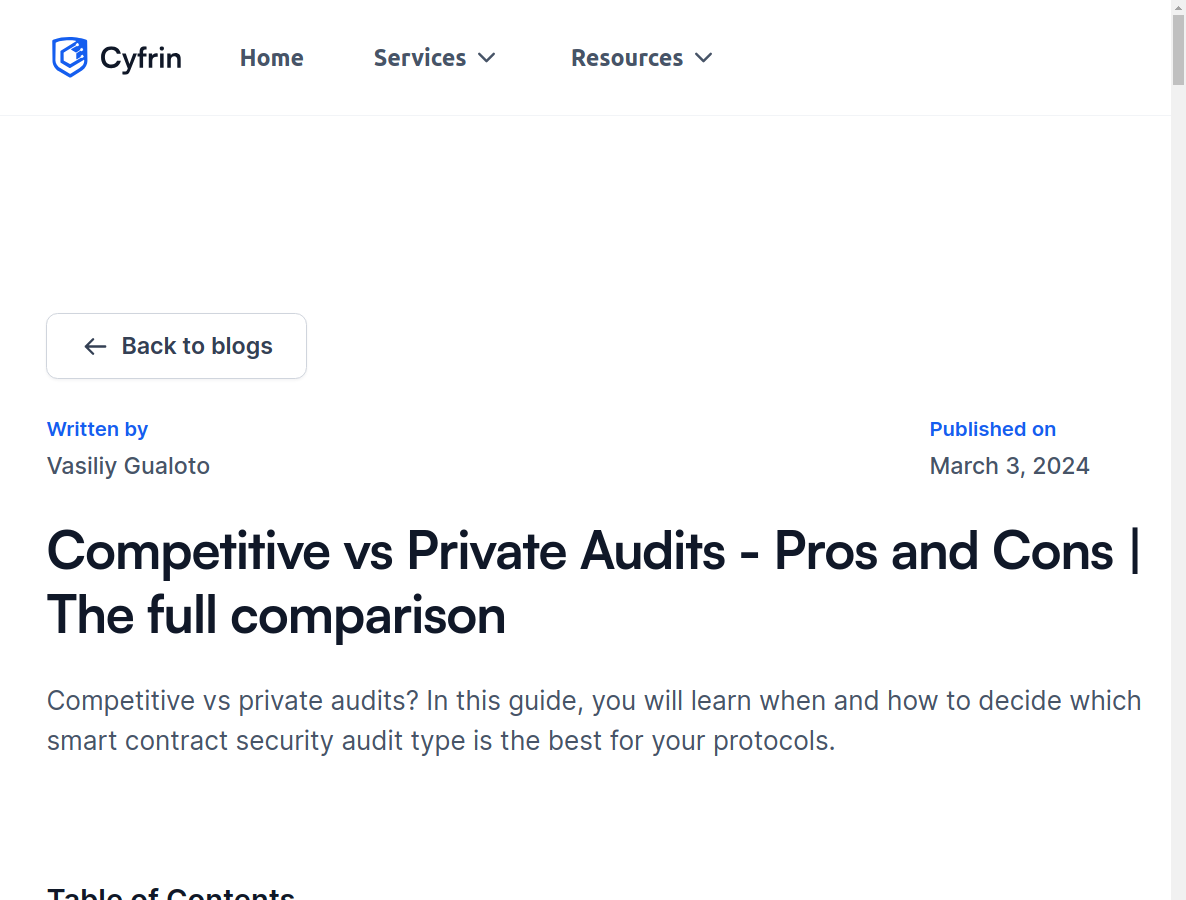 Cyfrin
Home
Services
Resources
Back to blogs
Written by
Vasiliy Gualoto
Published on
March 3, 2024
Competitive vs Private Audits - Pros and Cons |
The full comparison
Competitive vs private audits? In this guide, you will learn when and how to decide which
smart contract security audit type is the best for your protocols.
Table of Contents